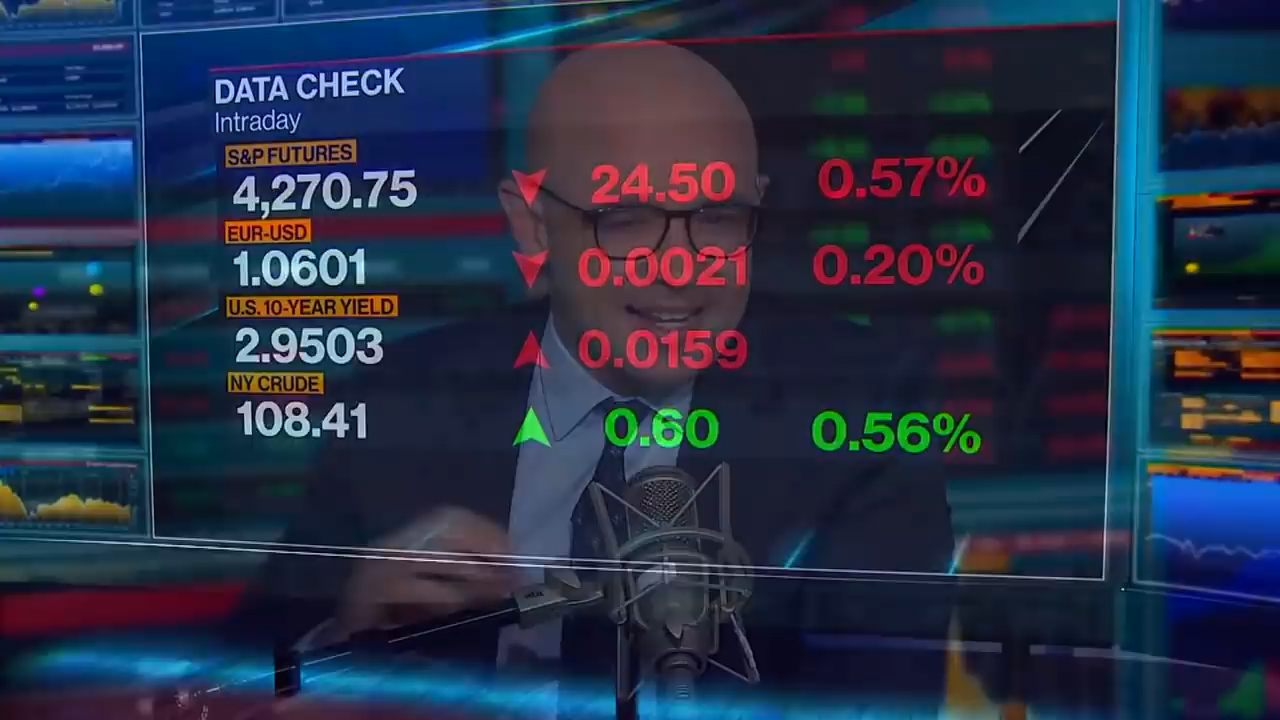 DATA CHECK
Intraday
S&P FUTURES
4,270.75 24.50 0.57%
EUR-USD
1.0601 0.0021 0.20%
U.S. 10-YEAR YIELD
2.9503 0.0159
NY CRUDE
108.41 0.60 0.56%